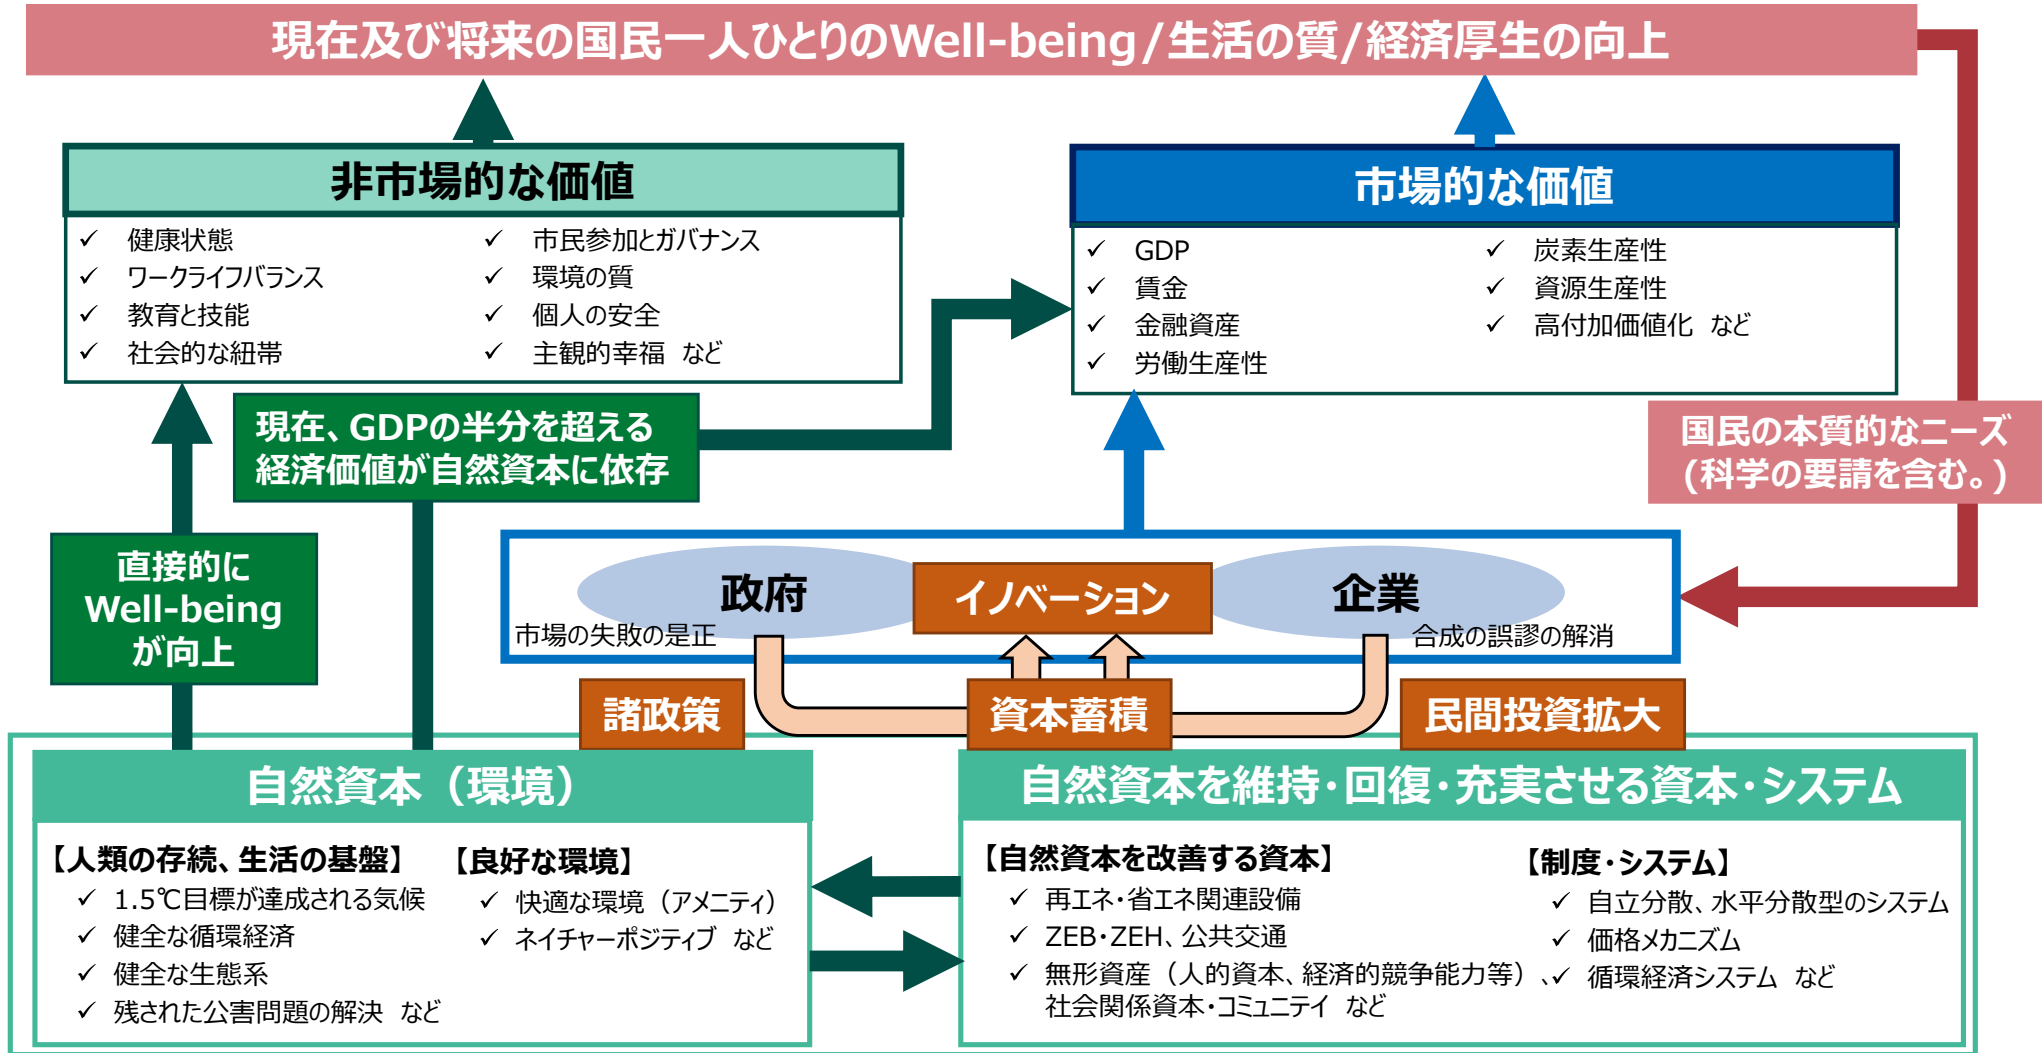 現在及び将来の国民一人ひとりのWell-being/生活の質/経済厚生の向上
非市場的な価値
✓ 健康状態
✓ ワークライフバランス
✓ 教育と技能
✓ 社会的な紐帯
✓ 市民参加とガバナンス
✓ 環境の質
✓ 個人の安全
✓ 主観的幸福 など
市場的な価値
✓ GDP
✓ 賃金
✓ 金融資産
✓ 労働生産性
✓ 炭素生産性
✓ 資源生産性
✓ 高付加価値化 など
現在、GDPの半分を超える
経済価値が自然資本に依存
国民の本質的なニーズ
(科学の要請を含む。)
直接的に
Well-being
が向上
政府
イノベーション
企業
市場の失敗の是正
合成の誤謬の解消
諸政策
資本蓄積
民間投資拡大
自然資本（環境）
【人類の存続、生活の基盤】
✓ 1.5℃目標が達成される気候
✓ 健全な循環経済
✓ 健全な生態系
✓ 残された公害問題の解決 など
【良好な環境】
✓ 快適な環境（アメニティ）
✓ ネイチャーポジティブ など
自然資本を維持・回復・充実させる資本・システム
【自然資本を改善する資本】
✓ 再エネ・省エネ関連設備
✓ ZEB・ZEH、公共交通
✓ 無形資産（人的資本、経済的競争能力等）、
社会関係資本・コミュニテイ など
【制度・システム】
✓ 自立分散、水平分散型のシステム
✓ 価格メカニズム
✓ 循環経済システム など